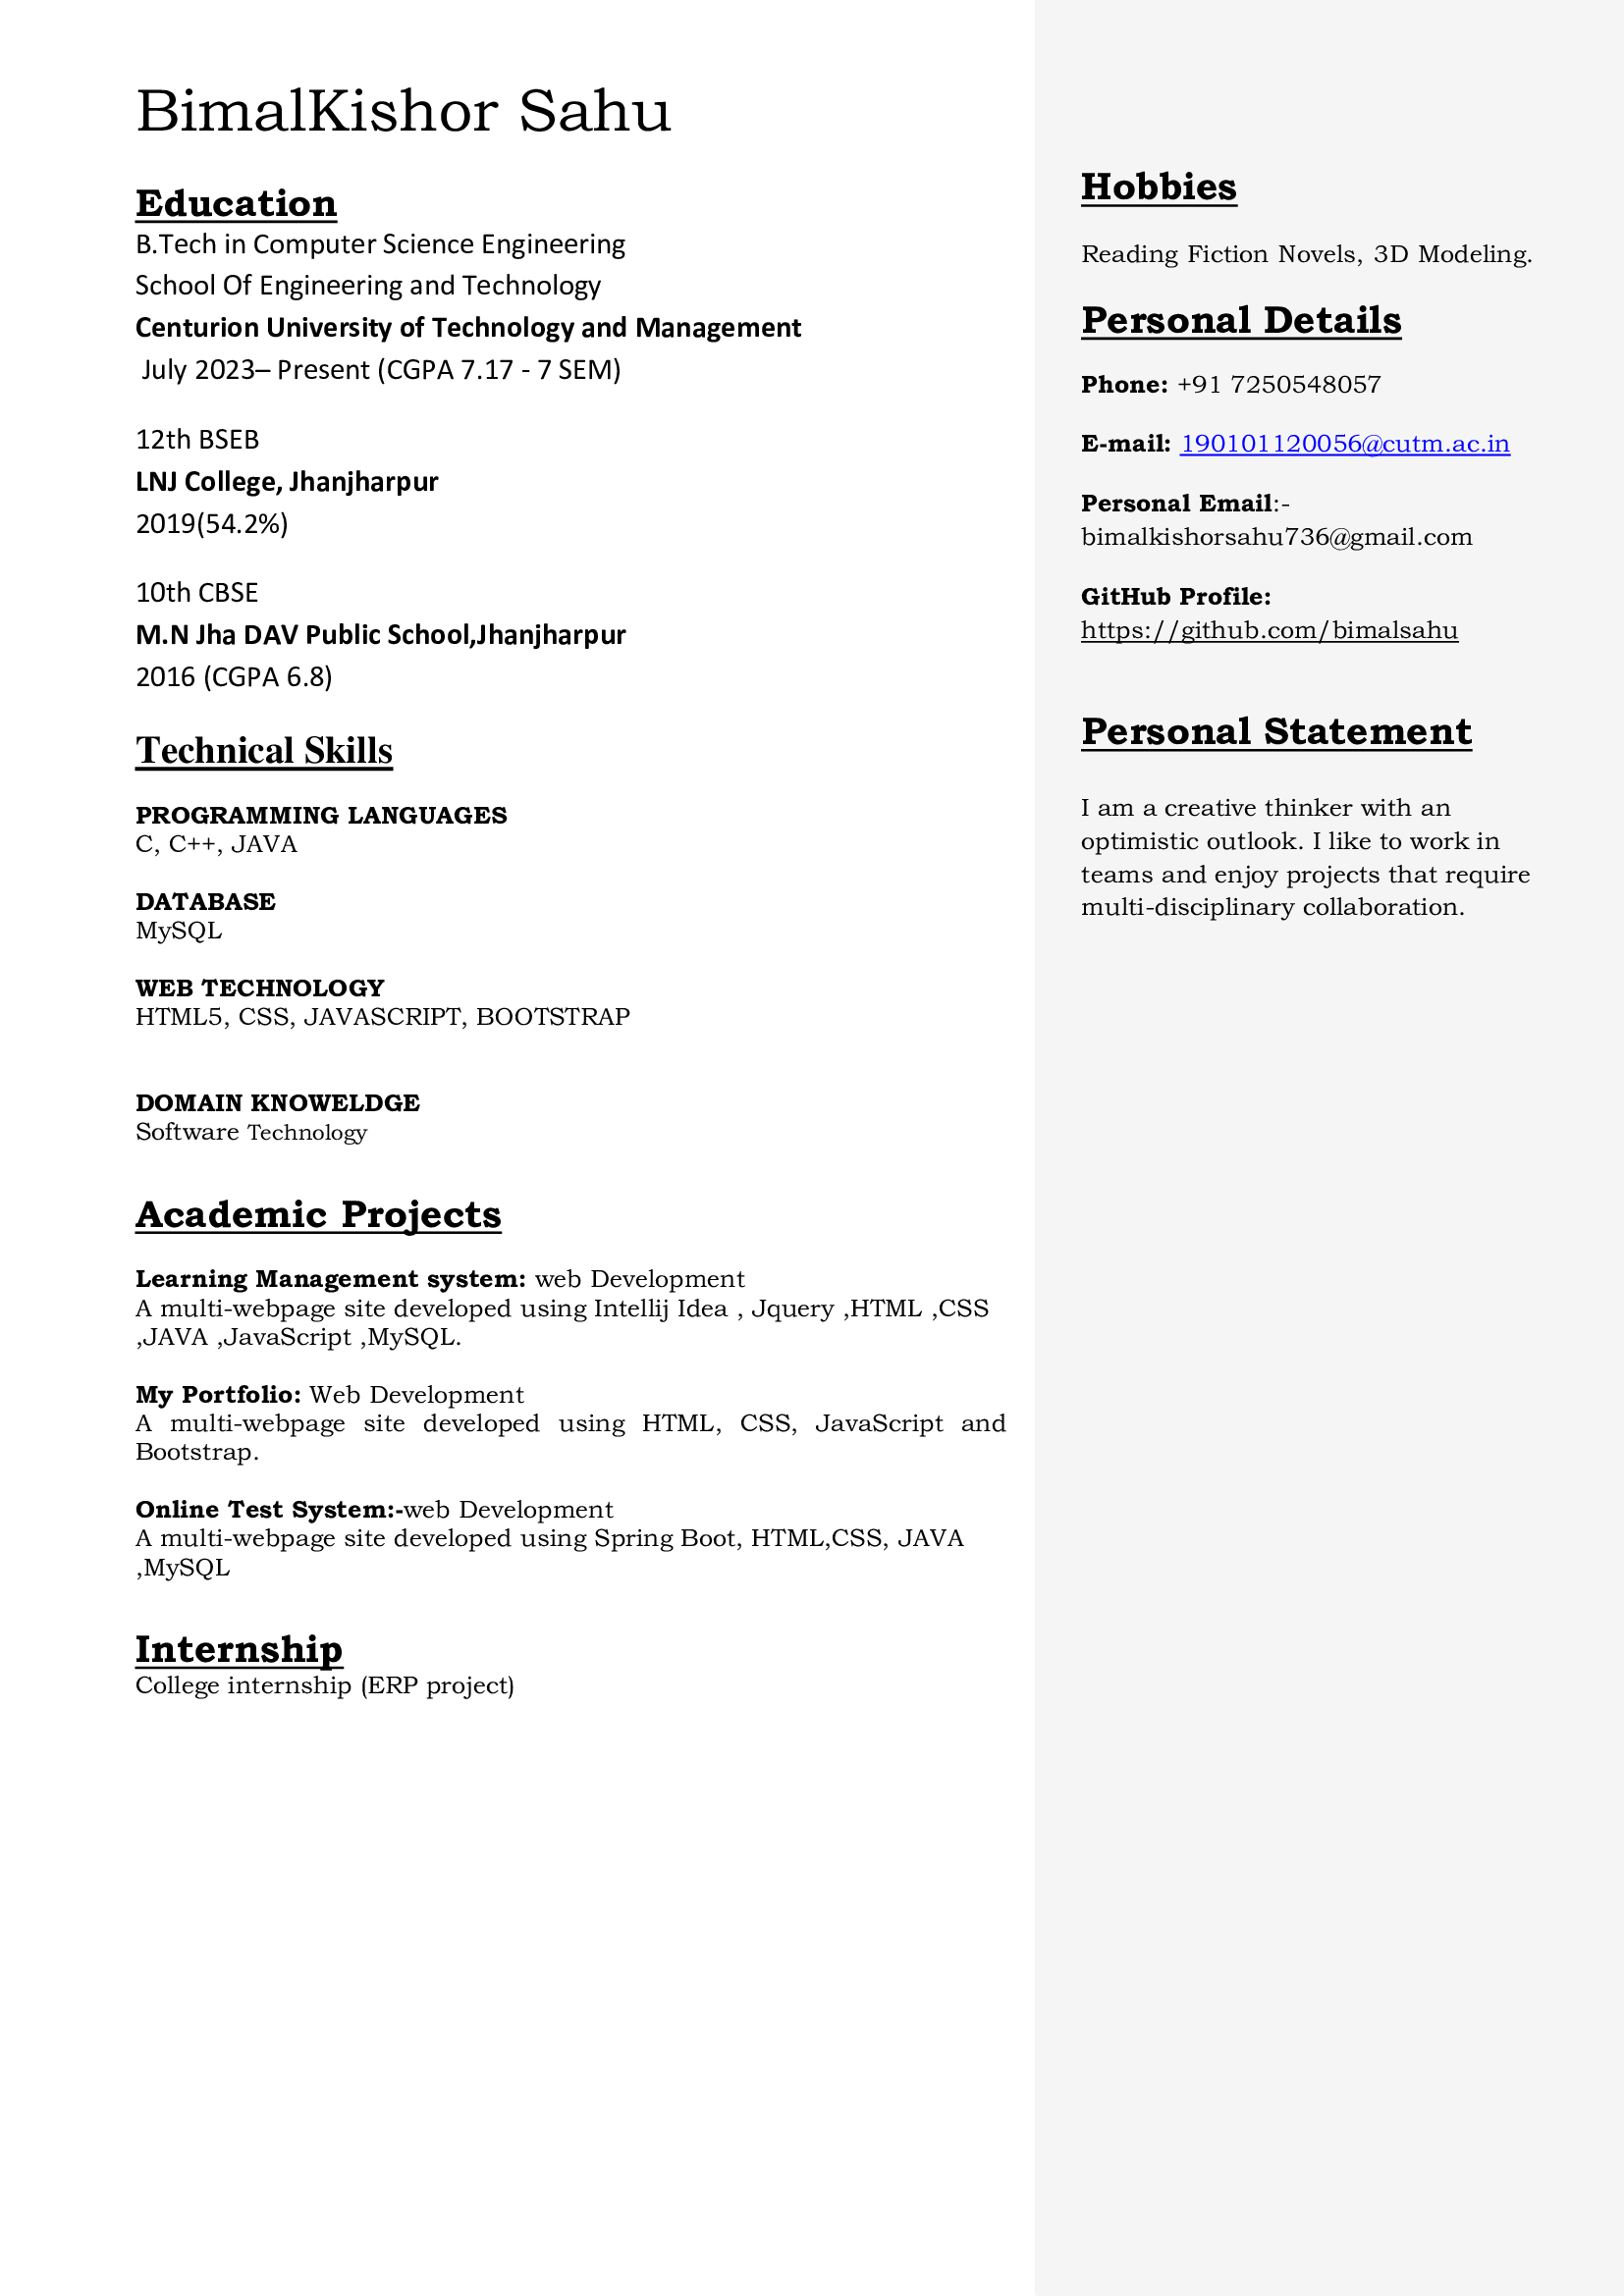 BimalKishor Sahu
Education
B.Tech in Computer Science Engineering
School Of Engineering and Technology
Centurion University of Technology and Management
July 2023– Present (CGPA 7.17 - 7 SEM)
12th BSEB
LNJ College, Jhanjharpur
2019(54.2%)
10th CBSE
M.N Jha DAV Public School,Jhanjharpur
2016 (CGPA 6.8)
Technical Skills
PROGRAMMING LANGUAGES
C, C++, JAVA
DATABASE
MySQL
WEB TECHNOLOGY
HTML5, CSS, JAVASCRIPT, BOOTSTRAP
DOMAIN KNOWELDGE
Software Technology
Academic Projects
Learning Management system: web Development
A multi-webpage site developed using Intellij Idea , Jquery ,HTML ,CSS
,JAVA ,JavaScript ,MySQL.
My Portfolio: Web Development
A multi-webpage site developed using HTML, CSS, JavaScript and
Bootstrap.
Online Test System:-web Development
A multi-webpage site developed using Spring Boot, HTML,CSS, JAVA
,MySQL
Internship
College internship (ERP project)
Hobbies
Reading Fiction Novels, 3D Modeling.
Personal Details
Phone: +91 7250548057
E-mail: 190101120056@cutm.ac.in
Personal Email:-
bimalkishorsahu736@gmail.com
GitHub Profile:
https://github.com/bimalsahu
Personal Statement
I am a creative thinker with an
optimistic outlook. I like to work in
teams and enjoy projects that require
multi-disciplinary collaboration.